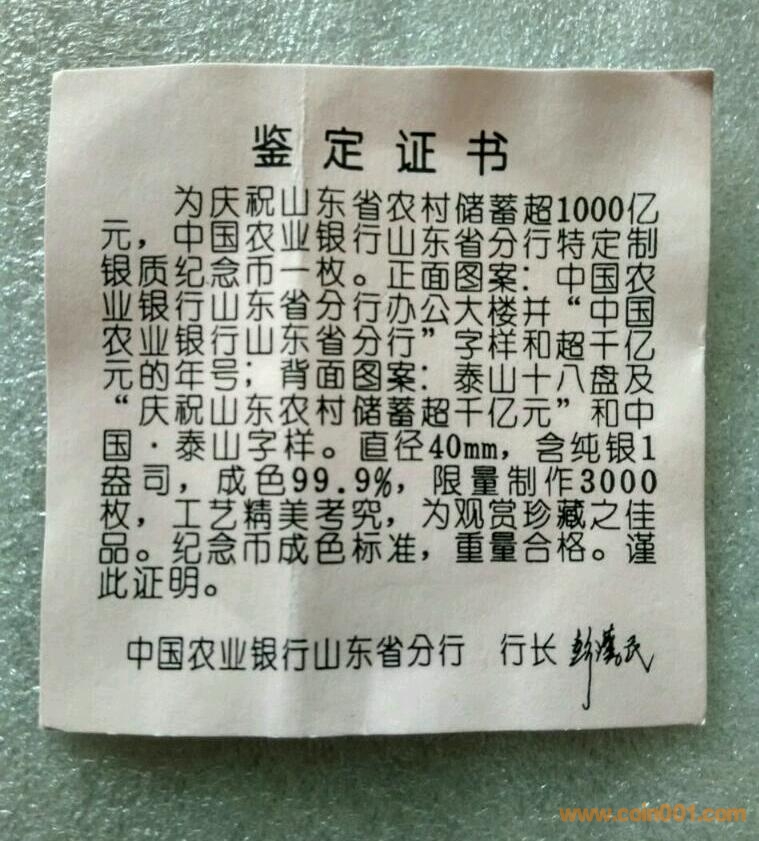 鉴定证书
为庆祝山东省农村储蓄超1000亿
元，中国农业银行山东省分行特定制
银质纪念币一枚。正面图案：中国农
业银行山东省分行办公大楼并“中国
农业银行山东省分行”字样和超千亿
元的年号；背面图案：泰山十八盘及
“庆祝山东农村储蓄超千亿元”和中
国·泰山字样。直径40mm，含纯银1
盎司，成色99.9%，限量制作3000
枚，工艺精美考究，为观赏珍藏之佳
品。纪念币成色标准，重量合格。谨
此证明。
中国农业银行山东省分行 行长
www.coin001.com